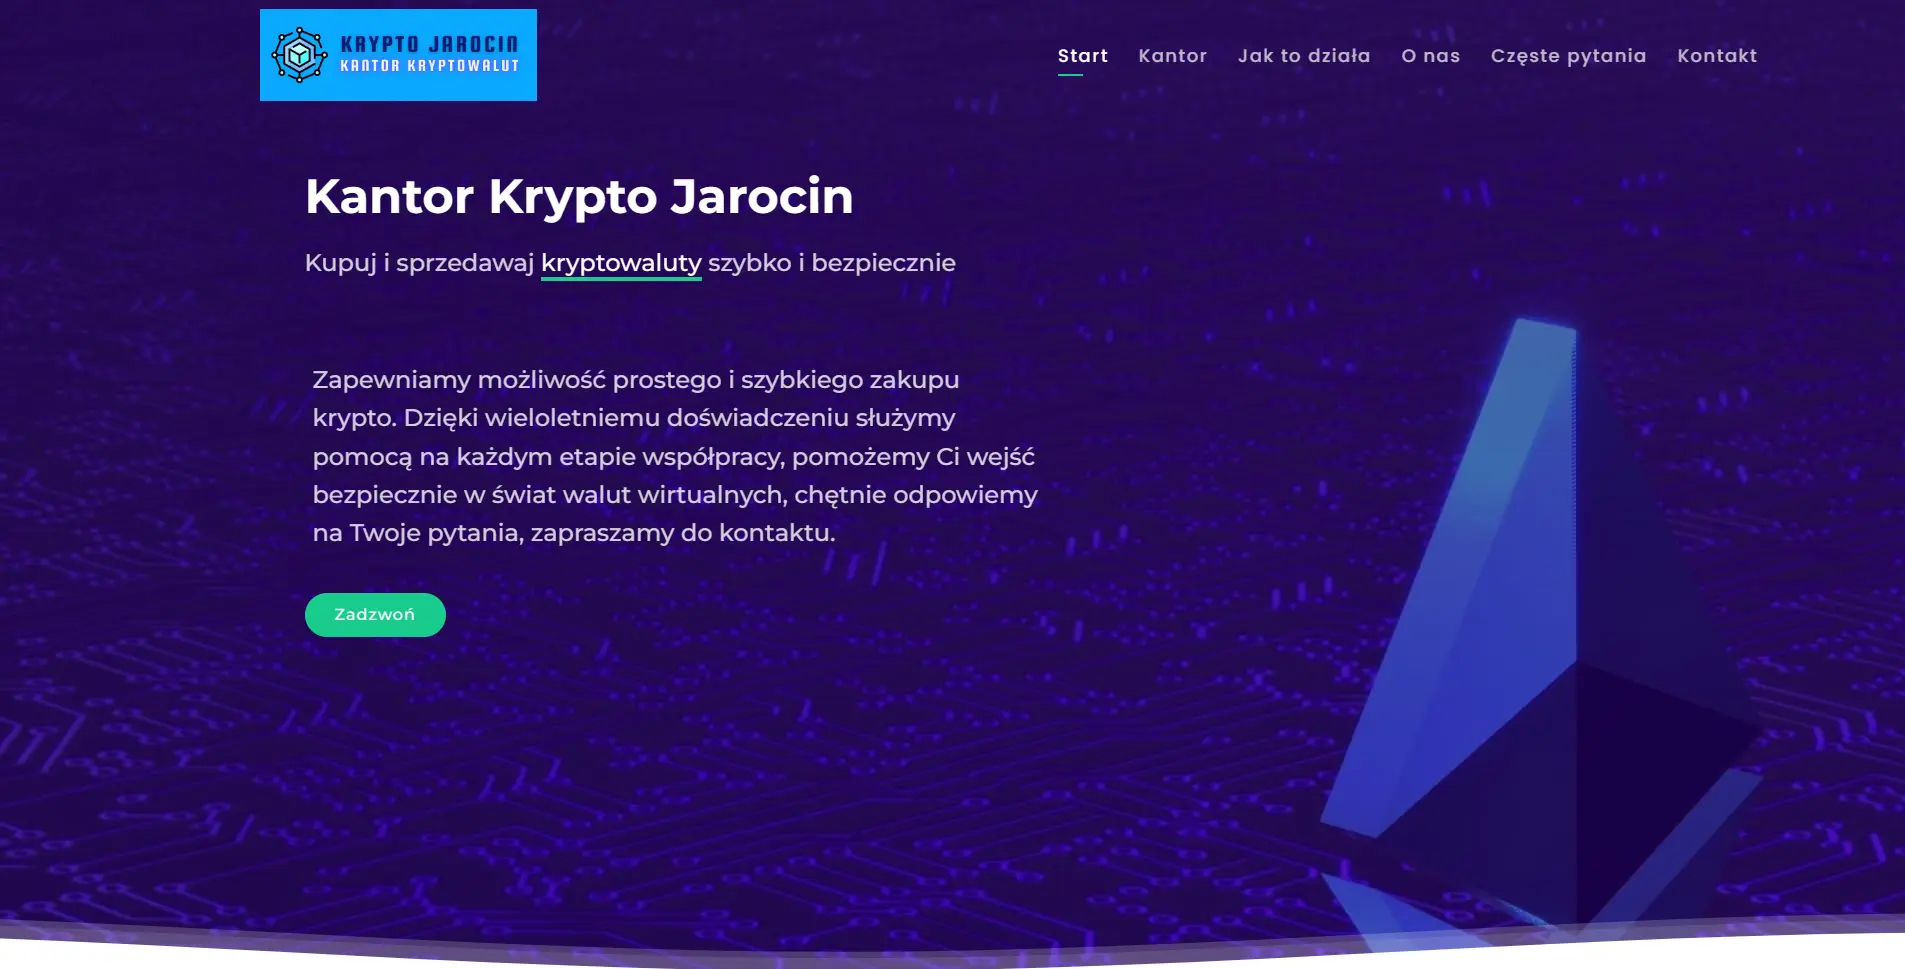 KRYPTO JAROCIN
KANTOR KRYPTOWALUT
Start Kantor Jak to działa O nas Częste pytania Kontakt
Kantor Krypto Jarocin
Kupuj i sprzedawaj kryptowaluty szybko i bezpiecznie
Zapewniamy możliwość prostego i szybkiego zakupu
krypto. Dzięki wieloletniemu doświadczeniu służymy
pomocą na każdym etapie współpracy, pomożemy Ci wejść
bezpiecznie w świat walut wirtualnych, chętnie odpowiemy
na Twoje pytania, zapraszamy do kontaktu.
Zadzwoń